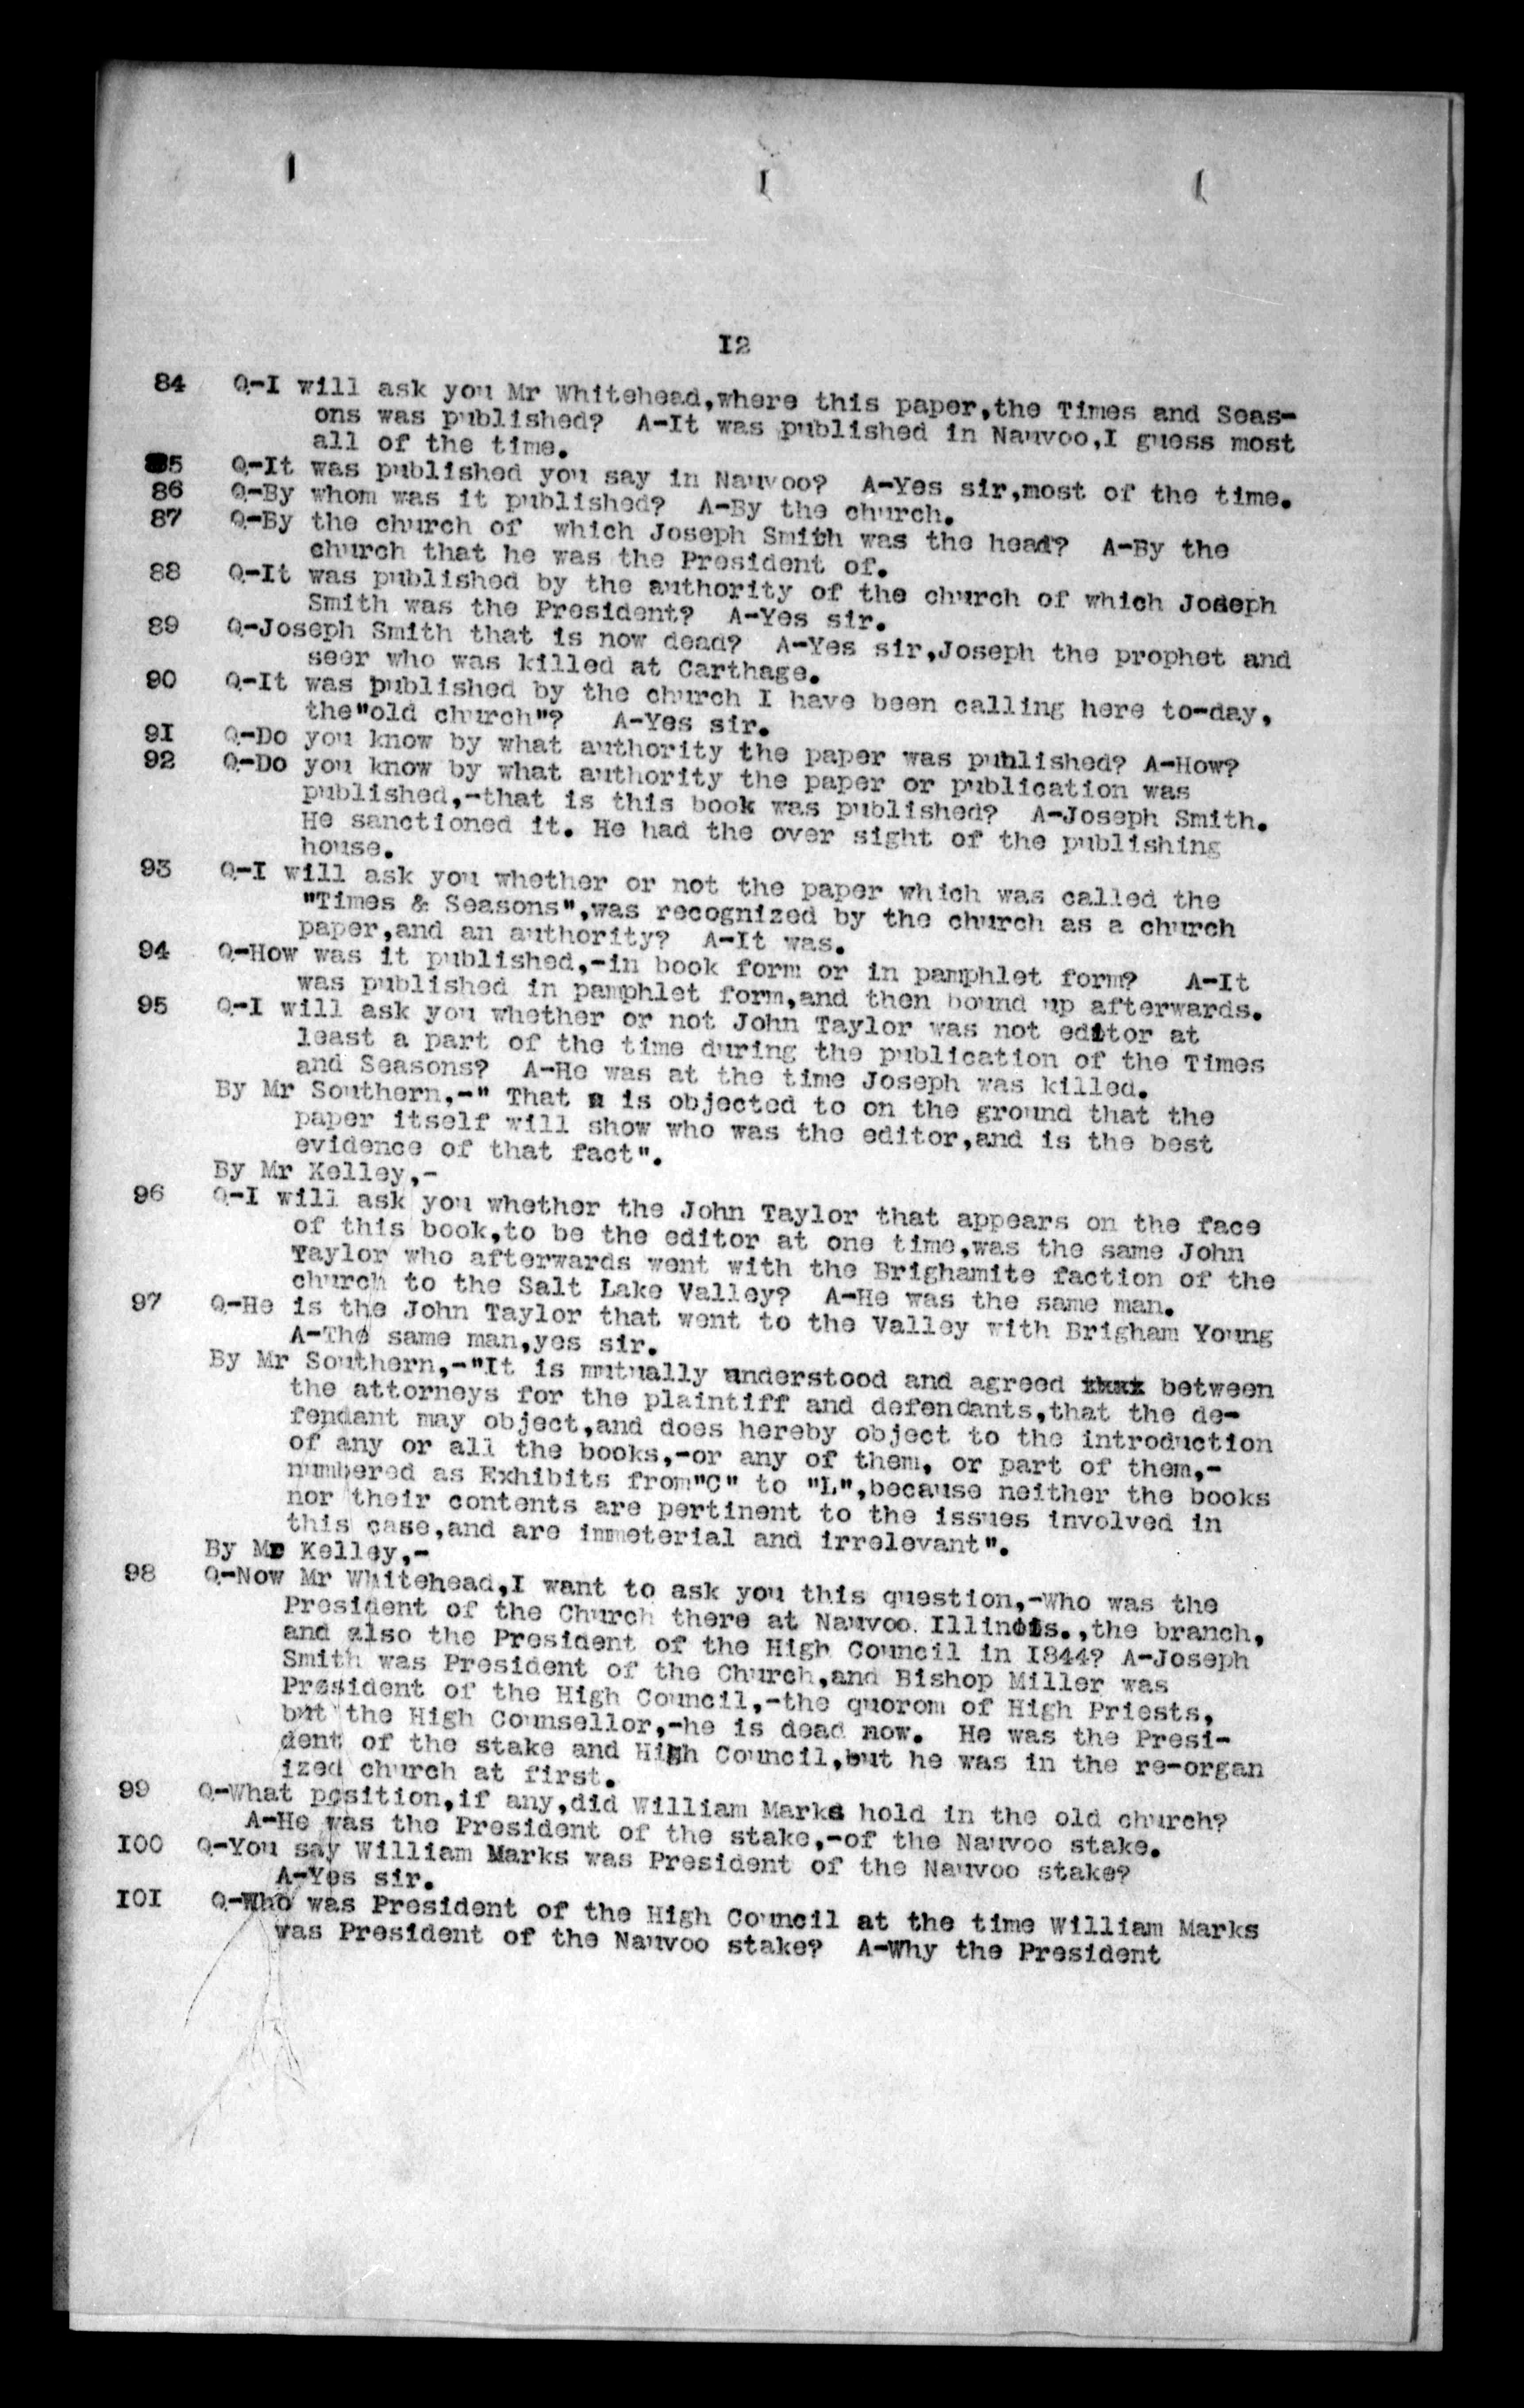 12
84 Q-I will ask you Mr Whitehead,where this paper,the Times and Seas-
ons was published? A-It was published in Nauvoo,I guess most
all of the time.
85 Q-It was published you say in Nauvoo? A-Yes sir,most of the time.
86 Q-By whom was it published? A-By the church.
87 Q-By the church of which Joseph Smith was the head? A-By the
church that he was the President of.
88 Q-It was published by the authority of the church of which Joseph
Smith was the President? A-Yes sir.
89 Q-Joseph Smith that is now dead? A-Yes sir,Joseph the prophet and
seer who was killed at Carthage.
90 Q-It was published by the church I have been calling here to-day,
the"old church"? A-Yes sir.
91 Q-Do you know by what authority the paper was punlished? A-How?
92 Q-Do you know by what authority the paper or publication was
published,-that is this book was published? A-Joseph Smith.
He sanctioned it. He had the over sight of the publishing
house.
93 Q-I will ask you whether or not the paper which was called the
"Times & Seasons",was recognized by the church as a church
paper,and an authority? A-It was.
94 Q-How was it published,-in book form or in pamphlet form? A-It
was published in pamphlet form,and then bound up afterwards.
95 Q-I will ask you whether or not John Taylor was not editor at
least a part of the time during the publication of the Times
and Seasons? A-He was at the time Joseph was killed.
By Mr Southern,-" That is objected to on the ground that the
paper itself will show who was the editor,and is the best
evidence of that fact".
By Mr Kelley,-
96 Q-I will ask you whether the John Taylor that appears on the face
of this book,to be the editor at one time,was the same John
Taylor who afterwards went with the Brighamite faction of the
church to the Salt Lake Valley? A-He was the same man.
97 Q-He is the John Taylor that went to the Valley with Brigham Young
A-The same man,yes sir.
By Mr Southern,-"It is mutually understood and agreed that between
the attorneys for the plaintiff and defendants,that the de-
fendant may object,and does hereby object to the introduction
of any or all the books,-or any of them, or part of them,-
numbered as Exhibits from"C" to "L",because neither the books
nor their contents are pertinent to the issues involved in
this case,and are immeterial and irrelevant".
By Mr Kelley,-
98 Q-Now Mr Whitehead,I want to ask you this question,-Who was the
President of the Church there at Nauvoo. Illinois.,the branch,
and also the President of the High Council in 1844? A-Joseph
Smith was President of the Church,and Bishop Miller was
President of the High Council,-the quorom of High Priests,
but the High Counsellor,-he is dead now. He was the Presi-
dent of the stake and High Council,but he was in the re-organ
ized church at first.
99 Q-What position,if any,did William Marks hold in the old church?
A-He was the President of the stake,-of the Nauvoo stake.
100 Q-You say William Marks was President of the Nauvoo stake?
A-Yes sir.
101 Q-Who was President of the High Council at the time William Marks
was President of the Nauvoo stake? A-Why the President